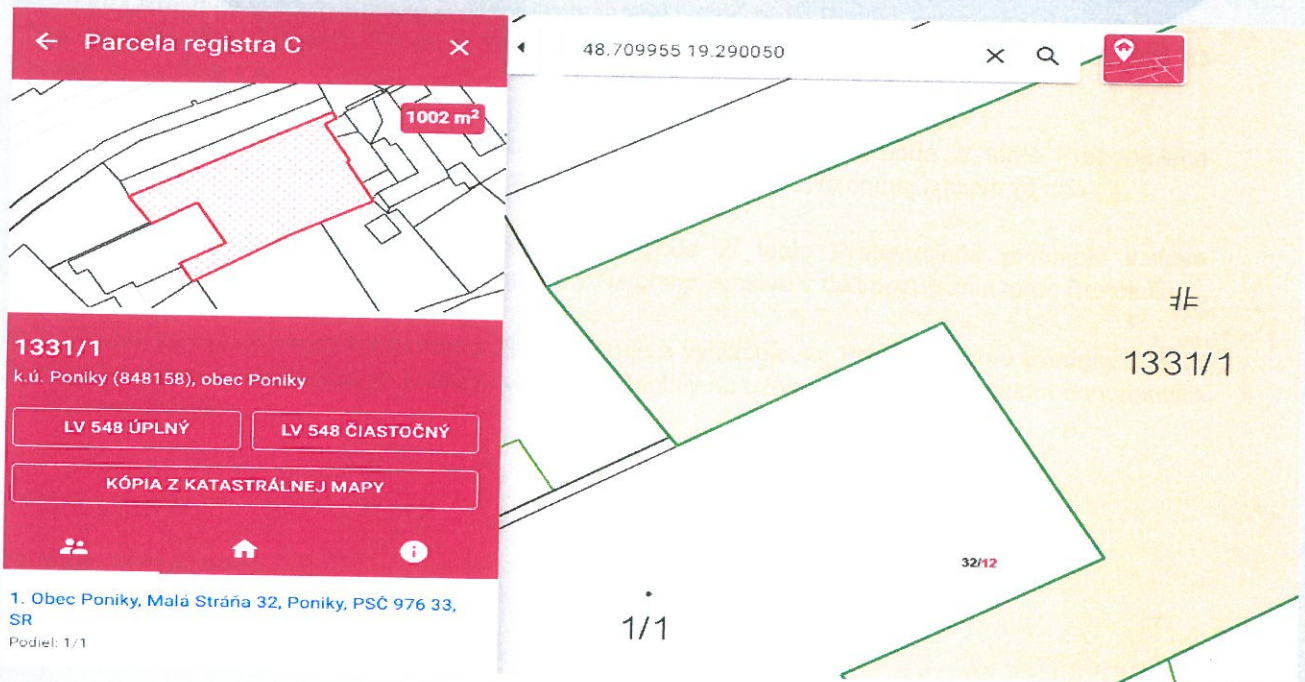 Parcela registra C
48.709955 19.290050
1002 m²
1331/1
k.ú. Poniky (848158), obec Poniky
LV 548 ÚPLNÝ
LV 548 ČIASTOČNÝ
KÓPIA Z KATASTRÁLNEJ MAPY
1. Obec Poniky, Malá Stráňa 32, Poniky, PSČ 976 33,
SR
Podiel: 1/1
1331/1
32/12
1/1